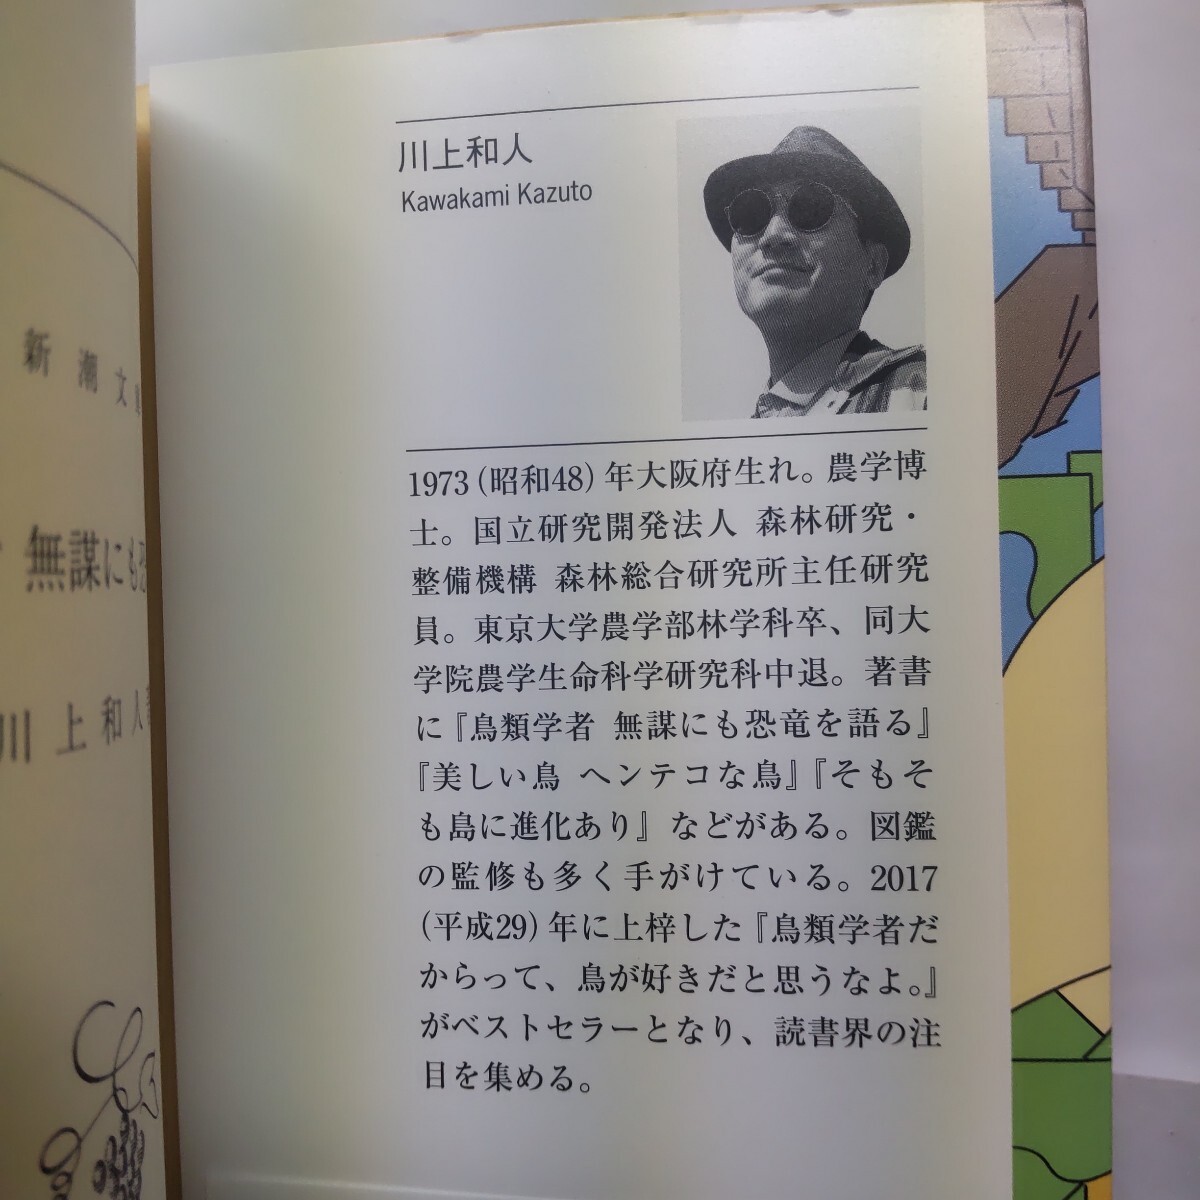 新潮文
無謀にも恐
川上和人
川上和人
Kawakami Kazuto
1973(昭和48)年大阪府生れ。農学博
士。国立研究開発法人 森林研究・
整備機構 森林総合研究所主任研究
員。東京大学農学部林学科卒、同大
学院農学生命科学研究科中退。著書
に『鳥類学者 無謀にも恐竜を語る』
『美しい鳥 ヘンテコな鳥』『そもそ
も島に進化あり』などがある。図鑑
の監修も多く手がけている。2017
(平成29)年に上梓した『鳥類学者だ
からって、鳥が好きだと思うなよ。』
がベストセラーとなり、読書界の注
目を集める。